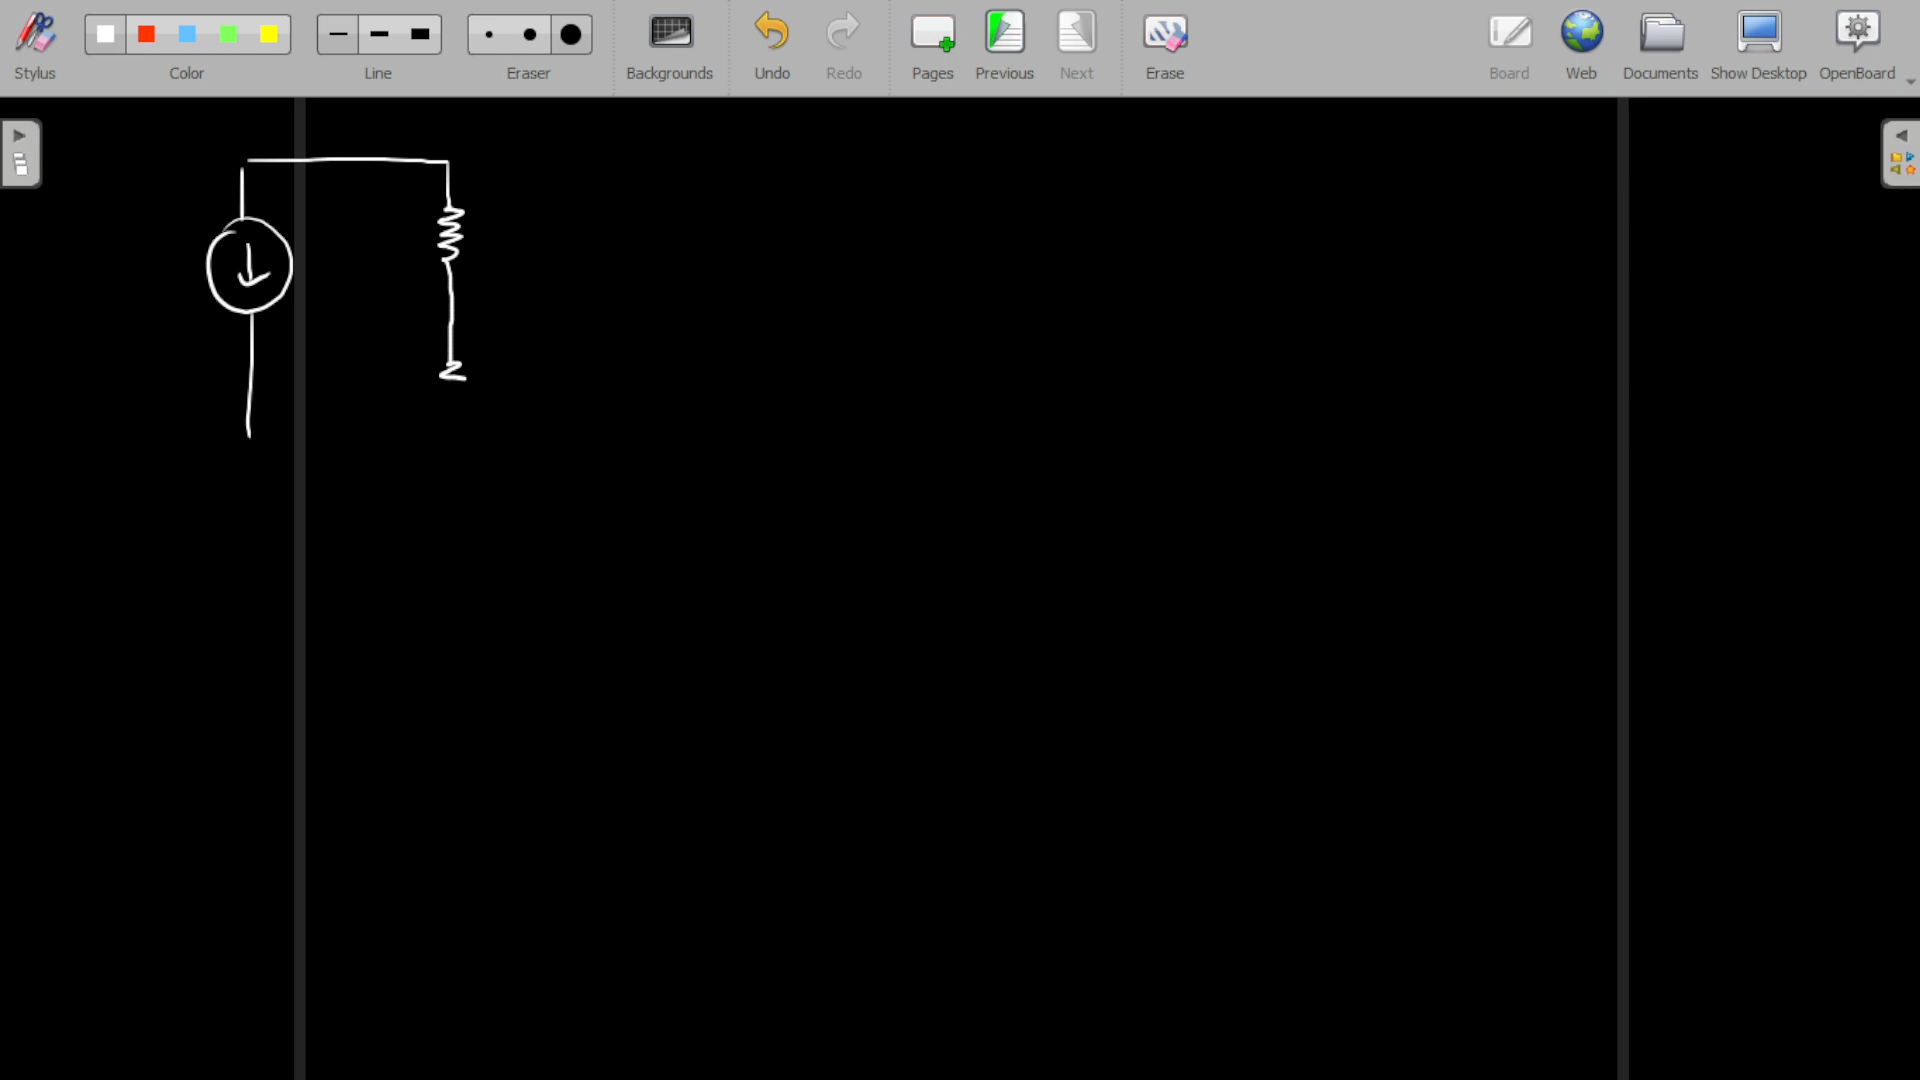 Stylus
Color
Line
Eraser
Backgrounds
Undo
Redo
Pages
Previous
Next
Erase
Board
Web
Documents
Show Desktop
OpenBoard